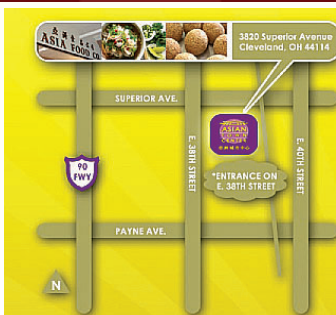 ASIA FOOD CO.
3820 Superior Avenue
Cleveland, OH 44114
SUPERIOR AVE.
ASIAN
CENTER
90
FWY
E. 38TH STREET
E. 40TH STREET
*ENTRANCE ON
E. 38TH STREET
PAYNE AVE.
N